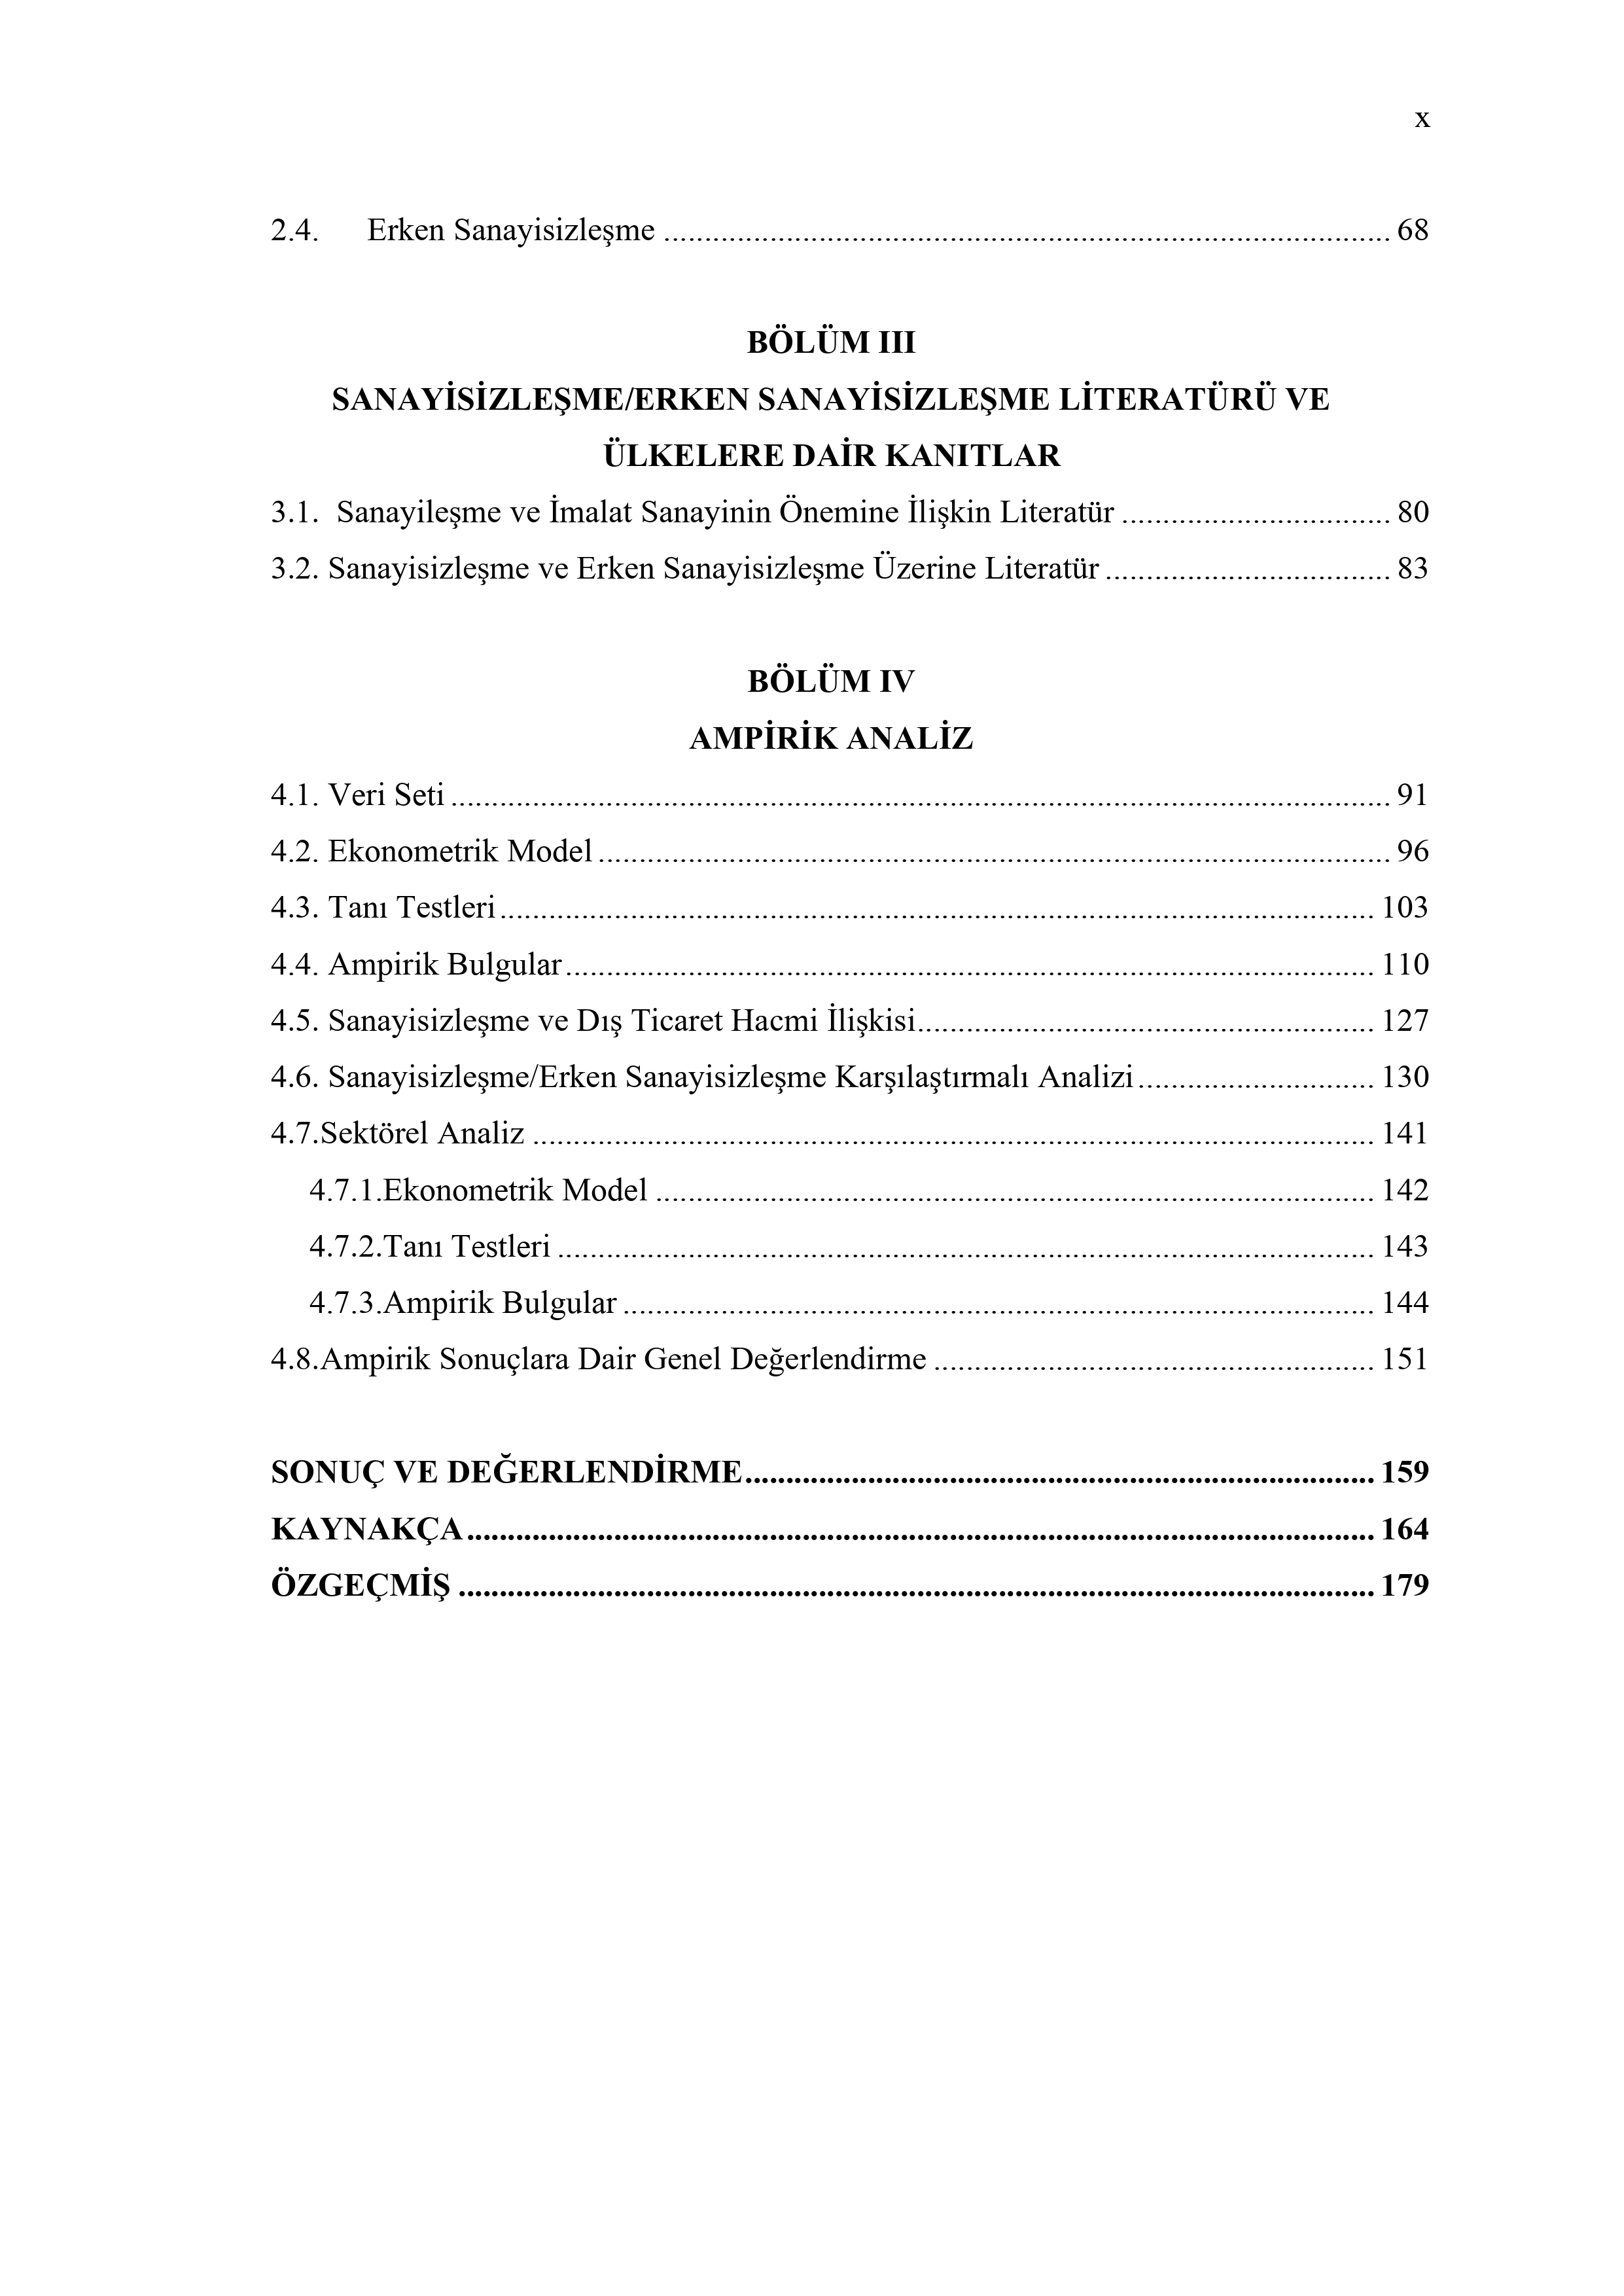 x
2.4. Erken Sanayisizleşme ........................................................................................ 68
BÖLÜM III
SANAYİSİZLEŞME/ERKEN SANAYİSİZLEŞME LİTERATÜRÜ VE
ÜLKELERE DAİR KANITLAR
3.1. Sanayileşme ve İmalat Sanayinin Önemine İlişkin Literatür ................................. 80
3.2. Sanayisizleşme ve Erken Sanayisizleşme Üzerine Literatür ................................... 83
BÖLÜM IV
AMPİRİK ANALİZ
4.1. Veri Seti ................................................................................................................... 91
4.2. Ekonometrik Model ................................................................................................. 96
4.3. Tanı Testleri ........................................................................................................... 103
4.4. Ampirik Bulgular ................................................................................................... 110
4.5. Sanayisizleşme ve Dış Ticaret Hacmi İlişkisi ........................................................ 127
4.6. Sanayisizleşme/Erken Sanayisizleşme Karşılaştırmalı Analizi ............................. 130
4.7.Sektörel Analiz ....................................................................................................... 141
4.7.1.Ekonometrik Model ........................................................................................ 142
4.7.2.Tanı Testleri .................................................................................................... 143
4.7.3.Ampirik Bulgular ............................................................................................ 144
4.8.Ampirik Sonuçlara Dair Genel Değerlendirme ...................................................... 151
SONUÇ VE DEĞERLENDİRME ............................................................................. 159
KAYNAKÇA ............................................................................................................... 164
ÖZGEÇMİŞ ................................................................................................................ 179